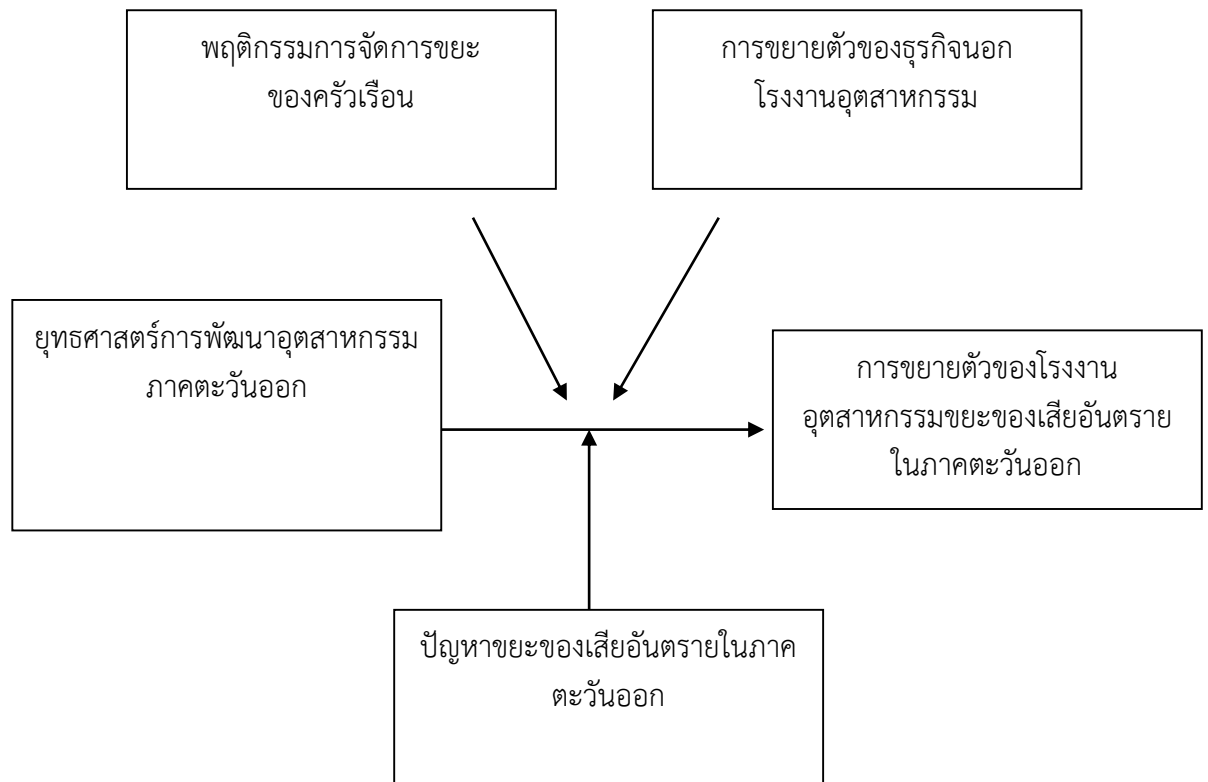 พฤติกรรมการจัดการขยะ
ของครัวเรือน
การขยายตัวของธุรกิจนอก
โรงงานอุตสาหกรรม
ยุทธศาสตร์การพัฒนาอุตสาหกรรม
ภาคตะวันออก
การขยายตัวของโรงงาน
อุตสาหกรรมขยะของเสียอันตราย
ในภาคตะวันออก
ปัญหาขยะของเสียอันตรายในภาค
ตะวันออก